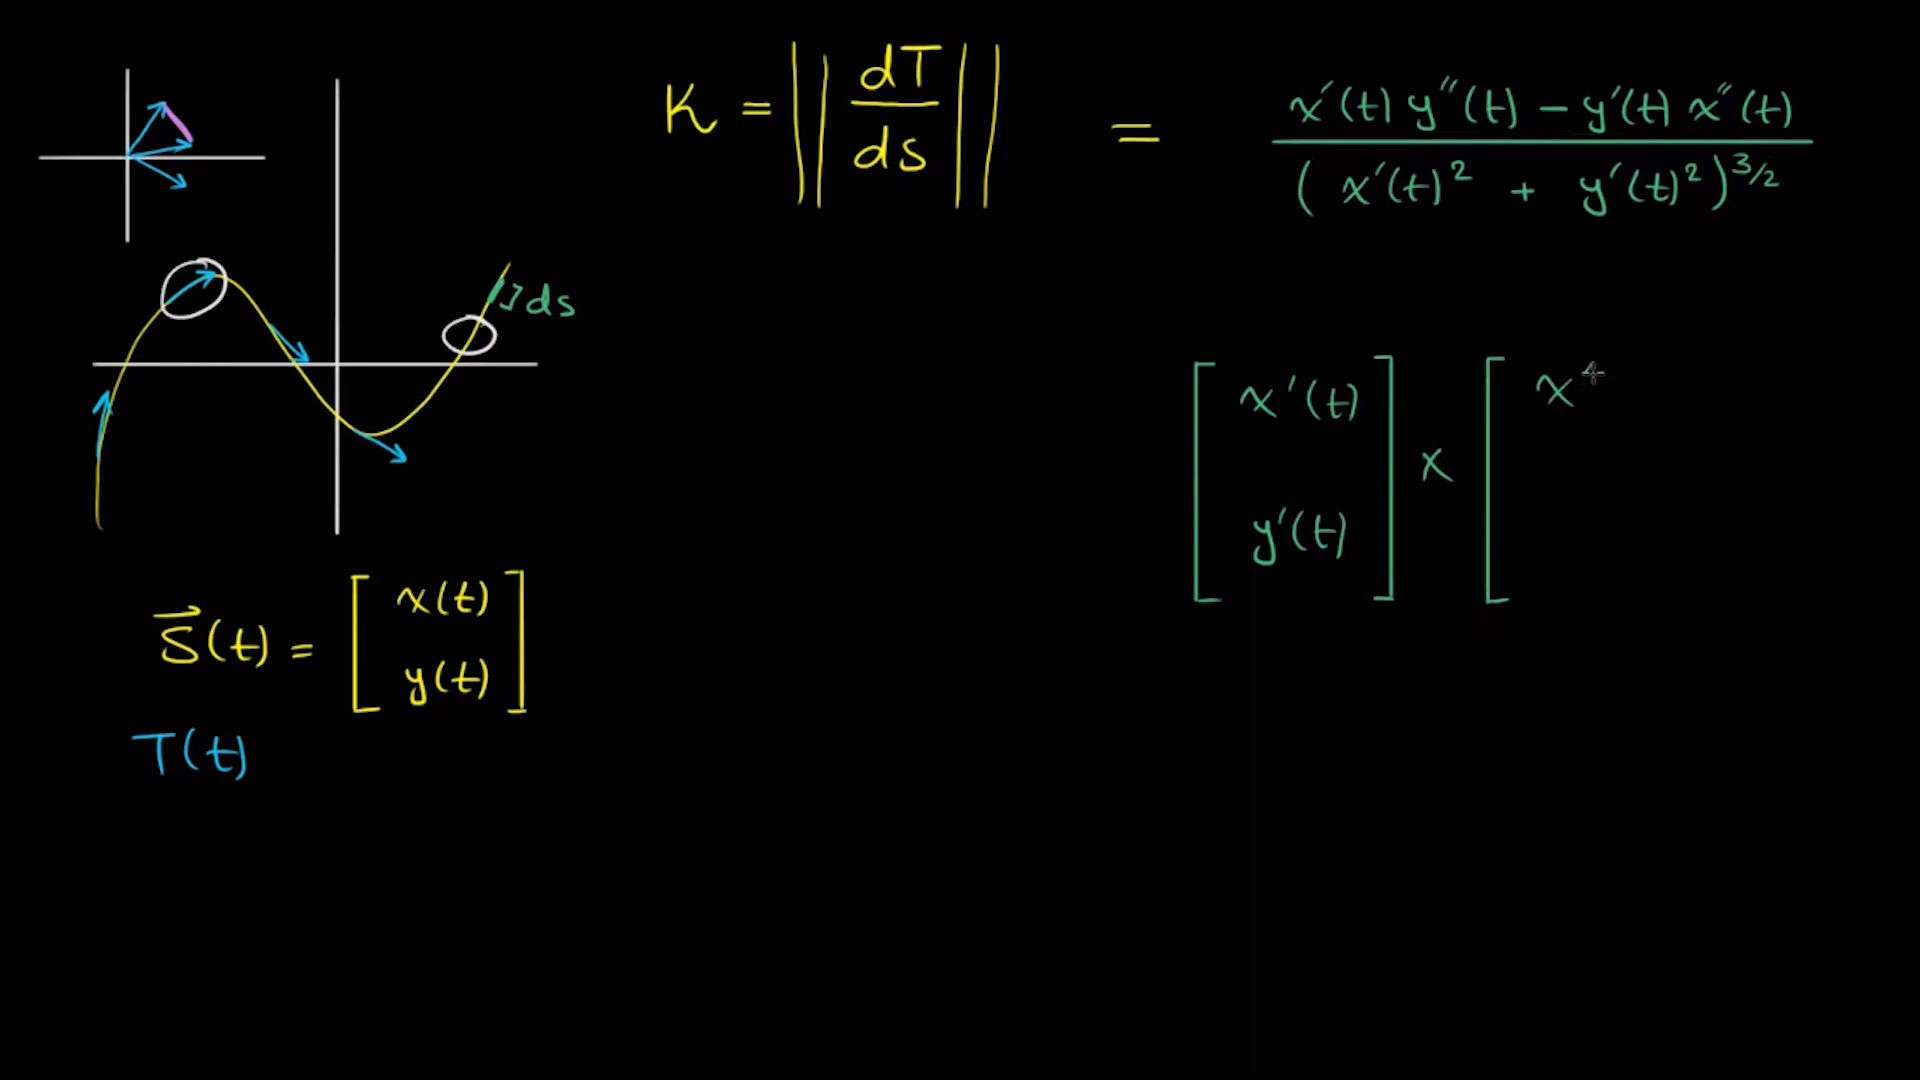 K = || dT/ds || = (x'(t) y''(t) − y'(t) x''(t)) / (x'(t)² + y'(t)²)^3/2
ds
[ x'(t) ] × [ x
y'(t)
S⃗(t) = [ x(t)
y(t) ]
T(t)